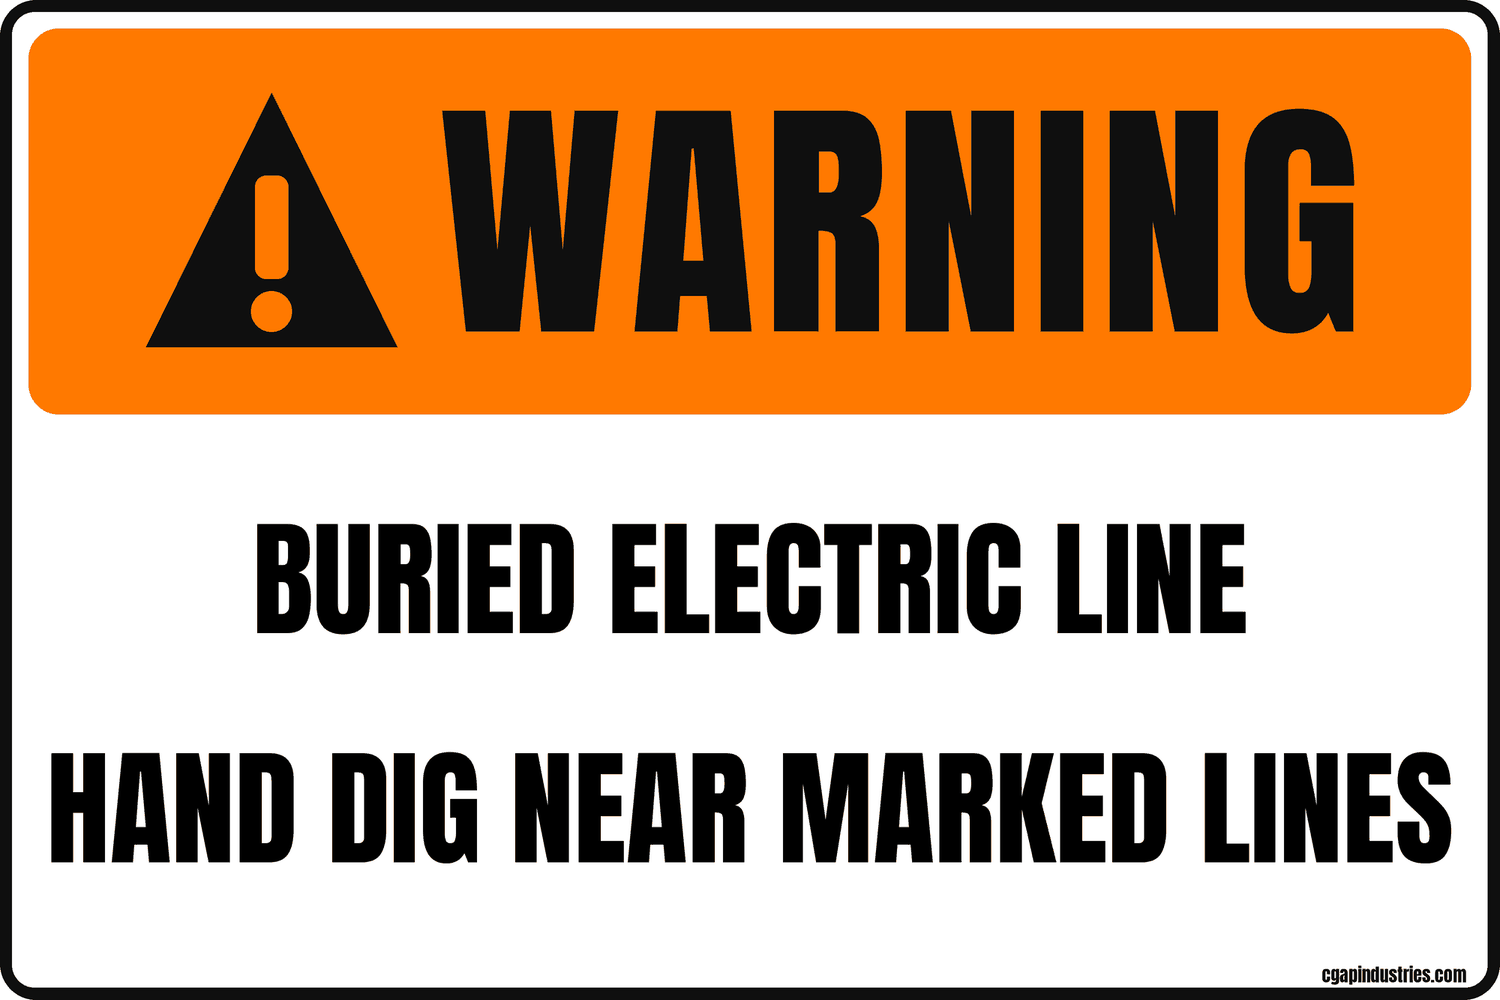 WARNING
BURIED ELECTRIC LINE
HAND DIG NEAR MARKED LINES
cgapindustries.com